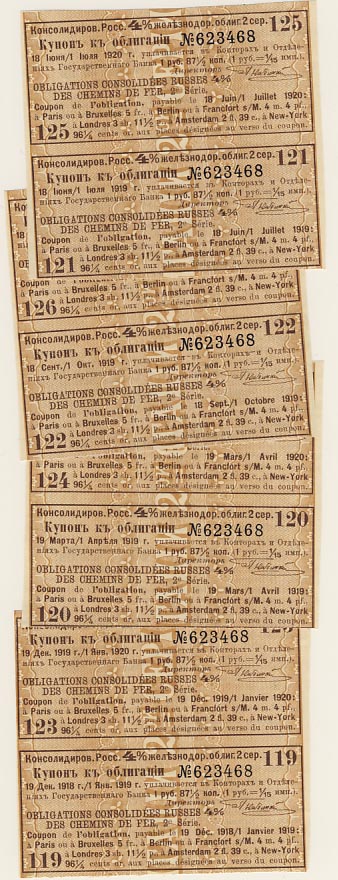 Консолидиров. Росс. 4% желѣзнодор. облиг. 2 сер. 125
Купонъ къ облигаціи №623468
18 Іюня/1 Іюля 1920 г. уплачивается въ Конторахъ и Отдѣле-
ніяхъ Государственнаго Банка 1 руб. 87½ коп. (1 руб.=1/15 имп.).
Директоръ
OBLIGATIONS CONSOLIDÉES RUSSES 4%
DES CHEMINS DE FER, 2e Série.
Coupon de l'obligation, payable le 18 Juin/1 Juillet 1920:
à Paris ou à Bruxelles 5 fr., à Berlin ou à Francfort s/M. 4 m. 4 pf.,
125 à Londres 3 sh. 11½ p. à Amsterdam 2 fl. 39 c., à New-York
96¼ cents or, aux places désignées au verso du coupon.
Консолидиров. Росс. 4% желѣзнодор. облиг. 2 сер. 121
Купонъ къ облигаціи №623468
18 Іюня/1 Іюля 1919 г. уплачивается въ Конторахъ и Отдѣле-
ніяхъ Государственнаго Банка 1 руб. 87½ коп. (1 руб.=1/15 имп.).
Директоръ
OBLIGATIONS CONSOLIDÉES RUSSES 4%
DES CHEMINS DE FER, 2e Série.
Coupon de l'obligation, payable le 18 Juin/1 Juillet 1919:
à Paris ou à Bruxelles 5 fr., à Berlin ou à Francfort s/M. 4 m. 4 pf.,
121 à Londres 3 sh. 11½ p. à Amsterdam 2 fl. 39 c., à New-York
96¼ cents or, aux places désignées au verso du coupon.
à Paris ou à Bruxelles 5 fr., à Berlin ou à Francfort s/M. 4 m. 4 pf.,
126 à Londres 3 sh. 11½ p. à Amsterdam 2 fl. 39 c., à New-York
96¼ cents or, aux places désignées au verso du coupon.
Консолидиров. Росс. 4% желѣзнодор. облиг. 2 сер. 122
Купонъ къ облигаціи №623468
18 Сент./1 Окт. 1919 г. уплачивается въ Конторахъ и Отдѣле-
ніяхъ Государственнаго Банка 1 руб. 87½ коп. (1 руб.=1/15 имп.).
Директоръ
OBLIGATIONS CONSOLIDÉES RUSSES 4%
DES CHEMINS DE FER, 2e Série.
Coupon de l'obligation, payable le 18 Sept./1 Octobre 1919:
à Paris ou à Bruxelles 5 fr., à Berlin ou à Francfort s/M. 4 m. 4 pf.,
122 à Londres 3 sh. 11½ p. à Amsterdam 2 fl. 39 c., à New-York
96¼ cents or, aux places désignées au verso du coupon.
Coupon de l'obligation, payable le 19 Mars/1 Avril 1920:
à Paris ou à Bruxelles 5 fr., à Berlin ou à Francfort s/M. 4 m. 4 pf.,
124 à Londres 3 sh. 11½ p. à Amsterdam 2 fl. 39 c., à New-York
96¼ cents or, aux places désignées au verso du coupon.
Консолидиров. Росс. 4% желѣзнодор. облиг. 2 сер. 120
Купонъ къ облигаціи №623468
19 Марта/1 Апрѣля 1919 г. уплачивается въ Конторахъ и Отдѣле-
ніяхъ Государственнаго Банка 1 руб. 87½ коп. (1 руб.=1/15 имп.).
Директоръ
OBLIGATIONS CONSOLIDÉES RUSSES 4%
DES CHEMINS DE FER, 2e Série.
Coupon de l'obligation, payable le 19 Mars/1 Avril 1919:
à Paris ou à Bruxelles 5 fr., à Berlin ou à Francfort s/M. 4 m. 4 pf.,
120 à Londres 3 sh. 11½ p. à Amsterdam 2 fl. 39 c., à New-York
96¼ cents or, aux places désignées au verso du coupon.
Купонъ къ облигаціи №623468
19 Дек. 1919 г./1 Янв. 1920 г. уплачивается въ Конторахъ и Отдѣле-
ніяхъ Государственнаго Банка 1 руб. 87½ коп. (1 руб.=1/15 имп.).
Директоръ
OBLIGATIONS CONSOLIDÉES RUSSES 4%
DES CHEMINS DE FER, 2e Série.
Coupon de l'obligation, payable le 19 Déc. 1919/1 Janvier 1920:
à Paris ou à Bruxelles 5 fr., à Berlin ou à Francfort s/M. 4 m. 4 pf.,
123 à Londres 3 sh. 11½ p. à Amsterdam 2 fl. 39 c., à New-York
96¼ cents or, aux places désignées au verso du coupon.
Консолидиров. Росс. 4% желѣзнодор. облиг. 2 сер. 119
Купонъ къ облигаціи №623468
19 Дек. 1918 г./1 Янв. 1919 г. уплачивается въ Конторахъ и Отдѣле-
ніяхъ Государственнаго Банка 1 руб. 87½ коп. (1 руб.=1/15 имп.).
Директоръ
OBLIGATIONS CONSOLIDÉES RUSSES 4%
DES CHEMINS DE FER, 2e Série.
Coupon de l'obligation, payable le 19 Déc. 1918/1 Janvier 1919:
à Paris ou à Bruxelles 5 fr., à Berlin ou à Francfort s/M. 4 m. 4 pf.,
119 à Londres 3 sh. 11½ p. à Amsterdam 2 fl. 39 c., à New-York
96¼ cents or, aux places désignées au verso du coupon.